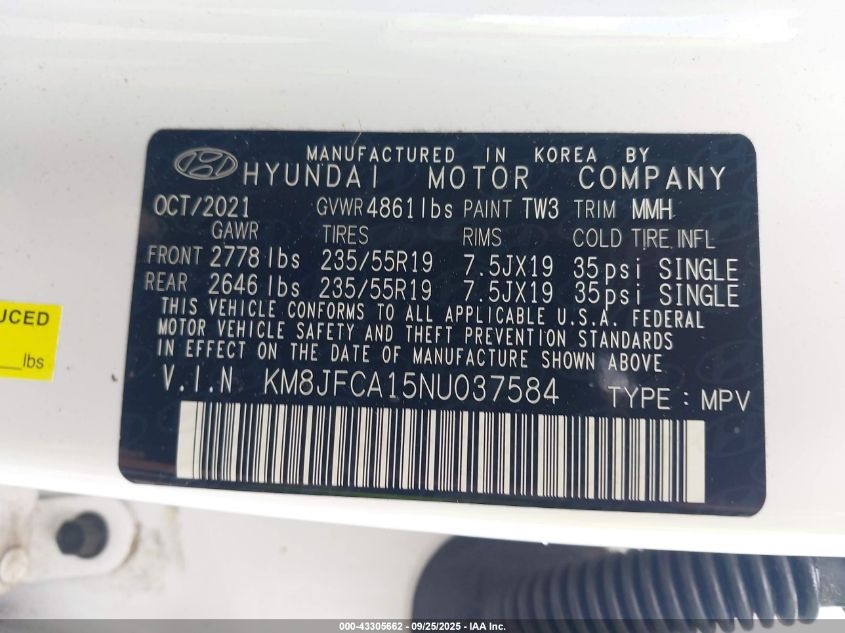 MANUFACTURED IN KOREA BY
HYUNDAI MOTOR COMPANY
OCT/2021 GVWR 4861lbs PAINT TW3 TRIM MMH
GAWR TIRES RIMS COLD TIRE INFL
FRONT 2778 lbs 235/55R19 7.5JX19 35psi SINGLE
REAR 2646 lbs 235/55R19 7.5JX19 35psi SINGLE
THIS VEHICLE CONFORMS TO ALL APPLICABLE U.S.A. FEDERAL
MOTOR VEHICLE SAFETY AND THEFT PREVENTION STANDARDS
IN EFFECT ON THE DATE OF MANUFACTURE SHOWN ABOVE
V.I.N KM8JFCA15NU037584 TYPE : MPV
UCED
lbs
000-43305662 - 09/25/2025 - IAA Inc.